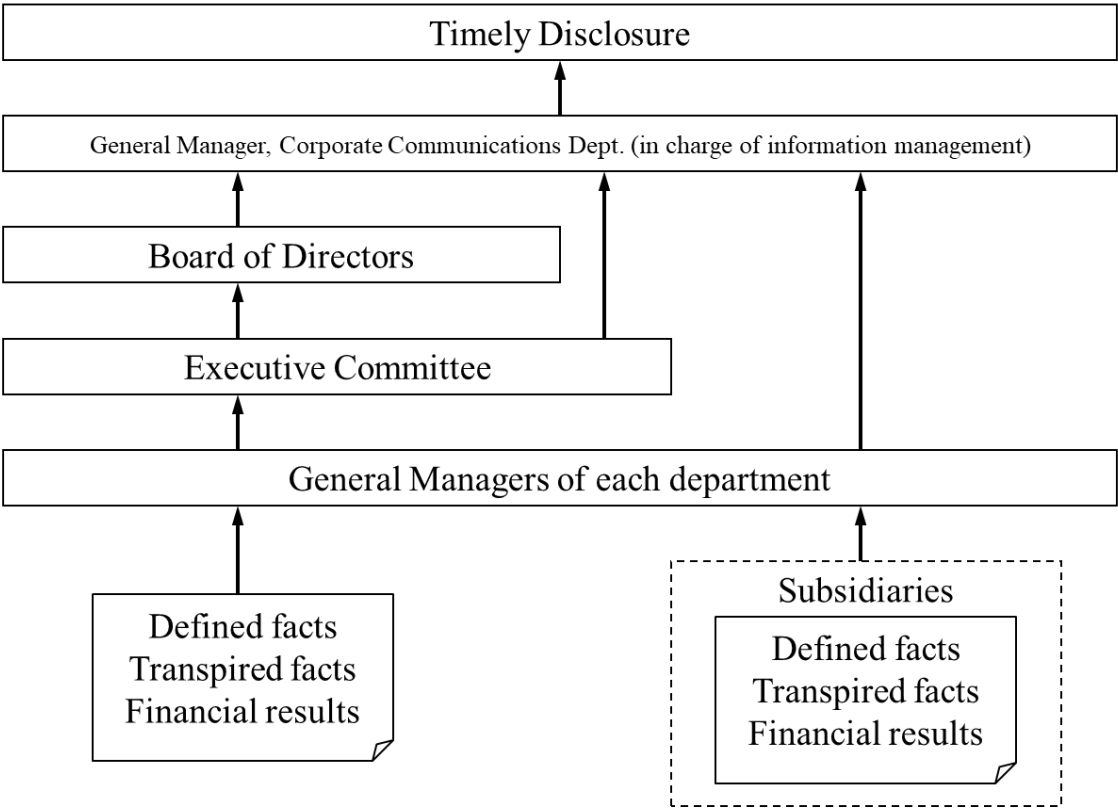 Timely Disclosure
General Manager, Corporate Communications Dept. (in charge of information management)
Board of Directors
Executive Committee
General Managers of each department
Defined facts
Transpired facts
Financial results
Subsidiaries
Defined facts
Transpired facts
Financial results